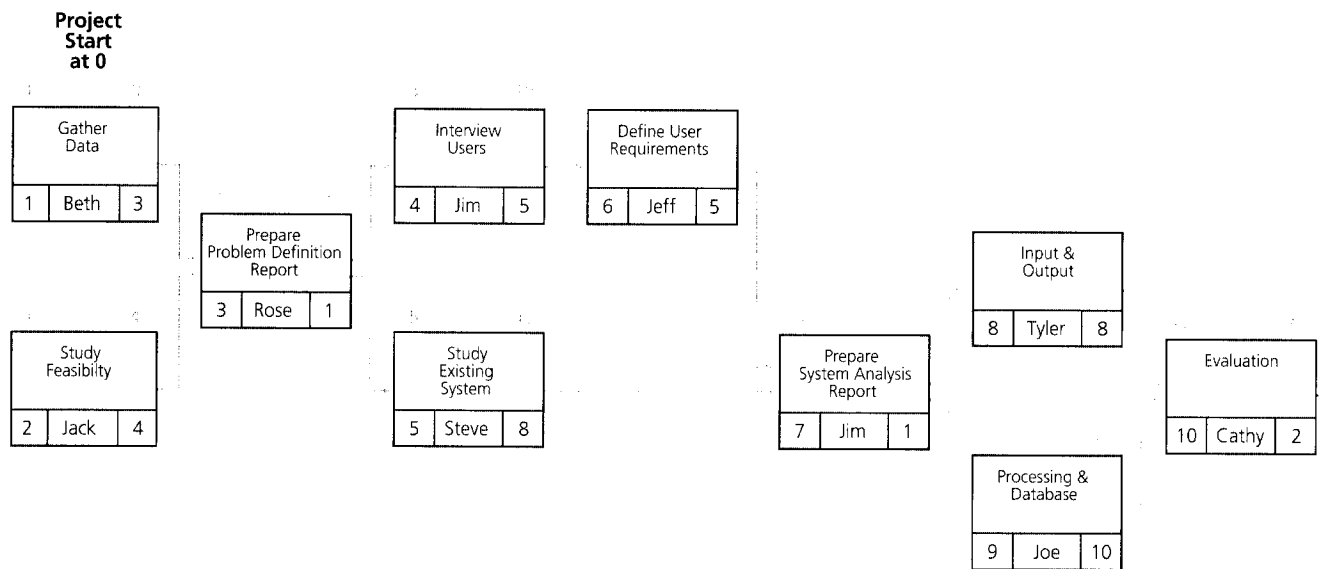 Project
Start
at 0
Gather
Data
1 Beth 3
Study
Feasibilty
2 Jack 4
Prepare
Problem Definition
Report
3 Rose 1
Interview
Users
4 Jim 5
Study
Existing
System
5 Steve 8
Define User
Requirements
6 Jeff 5
Prepare
System Analysis
Report
7 Jim 1
Input &
Output
8 Tyler 8
Processing &
Database
9 Joe 10
Evaluation
10 Cathy 2